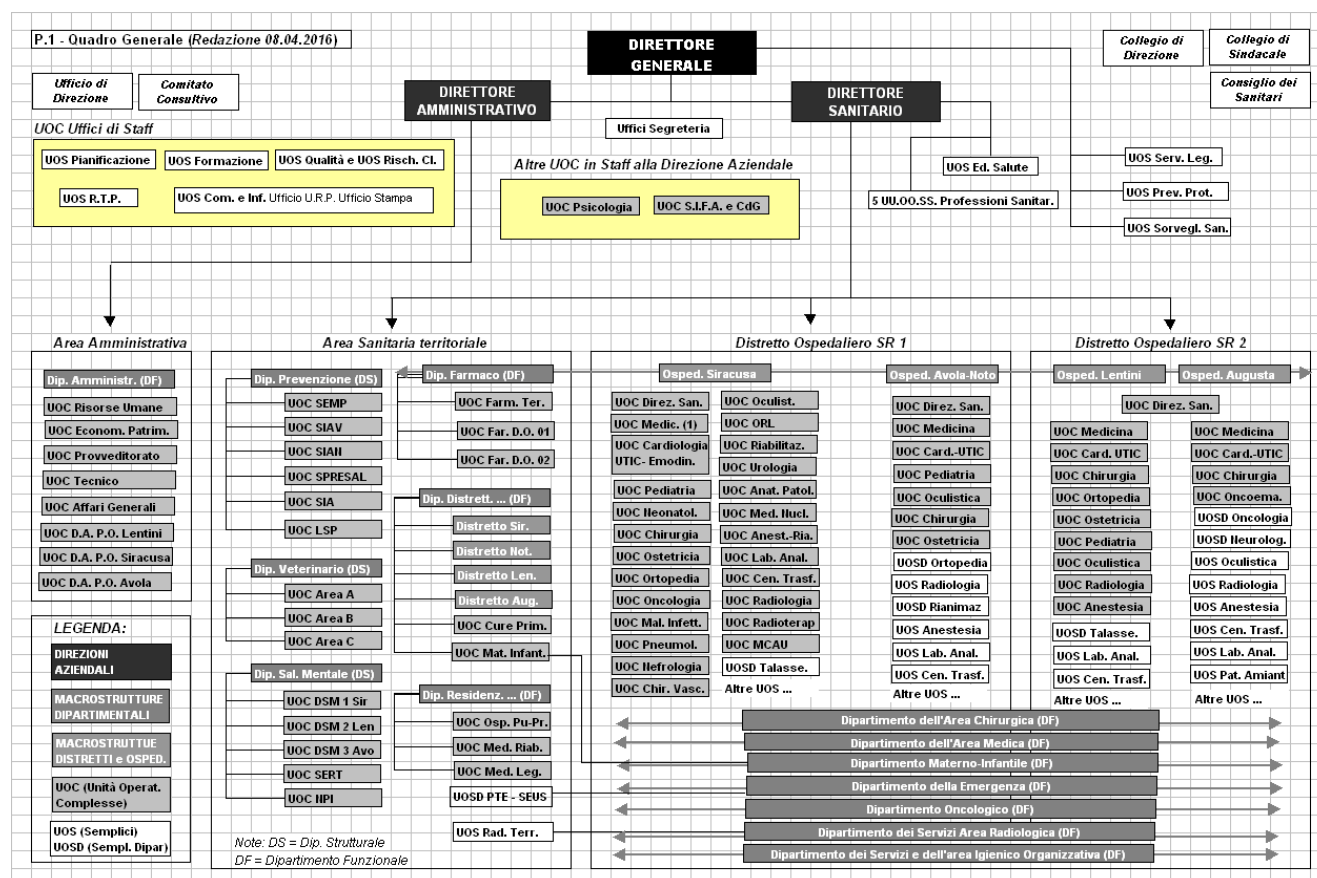 P.1 - Quadro Generale (Redazione 08.04.2016)
DIRETTORE
GENERALE
Collegio di
Direzione
Collegio di
Sindacale
Consiglio dei
Sanitari
Ufficio di
Direzione
Comitato
Consultivo
DIRETTORE
AMMINISTRATIVO
DIRETTORE
SANITARIO
Uffici Segreteria
UOC Uffici di Staff
UOS Pianificazione
UOS Formazione
UOS Qualità e UOS Risch. Cl.
UOS R.T.P.
UOS Com. e Inf. Ufficio U.R.P. Ufficio Stampa
Altre UOC in Staff alla Direzione Aziendale
UOC Psicologia
UOC S.I.F.A. e CdG
UOS Ed. Salute
5 UU.OO.SS. Professioni Sanitar.
UOS Serv. Leg.
UOS Prev. Prot.
UOS Sorvegl. San.
Area Amministrativa
Dip. Amministr. (DF)
UOC Risorse Umane
UOC Econom. Patrim.
UOC Provveditorato
UOC Tecnico
UOC Affari Generali
UOC D.A. P.O. Lentini
UOC D.A. P.O. Siracusa
UOC D.A. P.O. Avola
LEGENDA:
DIREZIONI
AZIENDALI
MACROSTRUTTURE
DIPARTIMENTALI
MACROSTRUTTUE
DISTRETTI e OSPED.
UOC (Unità Operat.
Complesse)
UOS (Semplici)
UOSD (Sempl. Dipar)
Area Sanitaria territoriale
Dip. Prevenzione (DS)
UOC SEMP
UOC SIAV
UOC SIAN
UOC SPRESAL
UOC SIA
UOC LSP
Dip. Veterinario (DS)
UOC Area A
UOC Area B
UOC Area C
Dip. Sal. Mentale (DS)
UOC DSM 1 Sir
UOC DSM 2 Len
UOC DSM 3 Avo
UOC SERT
UOC NPI
Note: DS = Dip. Strutturale
DF = Dipartimento Funzionale
Dip. Farmaco (DF)
UOC Farm. Ter.
UOC Far. D.O. 01
UOC Far. D.O. 02
Dip. Distrett. ... (DF)
Distretto Sir.
Distretto Not.
Distretto Len.
Distretto Aug.
UOC Cure Prim.
UOC Mat. Infant.
Dip. Residenz. ... (DF)
UOC Osp. Pu-Pr.
UOC Med. Riab.
UOC Med. Leg.
UOSD PTE - SEUS
UOS Rad. Terr.
Distretto Ospedaliero SR 1
Osped. Siracusa
UOC Direz. San.
UOC Medic. (1)
UOC Cardiologia
UTIC- Emodin.
UOC Pediatria
UOC Neonatol.
UOC Chirurgia
UOC Ostetricia
UOC Ortopedia
UOC Oncologia
UOC Mal. Infett.
UOC Pneumol.
UOC Nefrologia
UOC Chir. Vasc.
UOC Oculist.
UOC ORL
UOC Riabilitaz.
UOC Urologia
UOC Anat. Patol.
UOC Med. Nucl.
UOC Anest.-Ria.
UOC Lab. Anal.
UOC Cen. Trasf.
UOC Radiologia
UOC Radioterap
UOC MCAU
UOSD Talasse.
Altre UOS ...
Osped. Avola-Noto
UOC Direz. San.
UOC Medicina
UOC Card.-UTIC
UOC Pediatria
UOC Oculistica
UOC Chirurgia
UOC Ostetricia
UOSD Ortopedia
UOS Radiologia
UOSD Rianimaz
UOS Anestesia
UOS Lab. Anal.
UOS Cen. Trasf.
Altre UOS ...
Distretto Ospedaliero SR 2
Osped. Lentini
Osped. Augusta
UOC Direz. San.
UOC Medicina
UOC Card. UTIC
UOC Chirurgia
UOC Ortopedia
UOC Ostetricia
UOC Pediatria
UOC Oculistica
UOC Radiologia
UOC Anestesia
UOSD Talasse.
UOS Lab. Anal.
UOS Cen. Trasf.
Altre UOS ...
UOC Medicina
UOC Card.-UTIC
UOC Chirurgia
UOC Oncoema.
UOSD Oncologia
UOSD Neurolog.
UOS Oculistica
UOS Radiologia
UOS Anestesia
UOS Cen. Trasf.
UOS Lab. Anal.
UOS Pat. Amiant
Altre UOS ...
Dipartimento dell'Area Chirurgica (DF)
Dipartimento dell'Area Medica (DF)
Dipartimento Materno-Infantile (DF)
Dipartimento della Emergenza (DF)
Dipartimento Oncologico (DF)
Dipartimento dei Servizi Area Radiologica (DF)
Dipartimento dei Servizi e dell'area Igienico Organizzativa (DF)